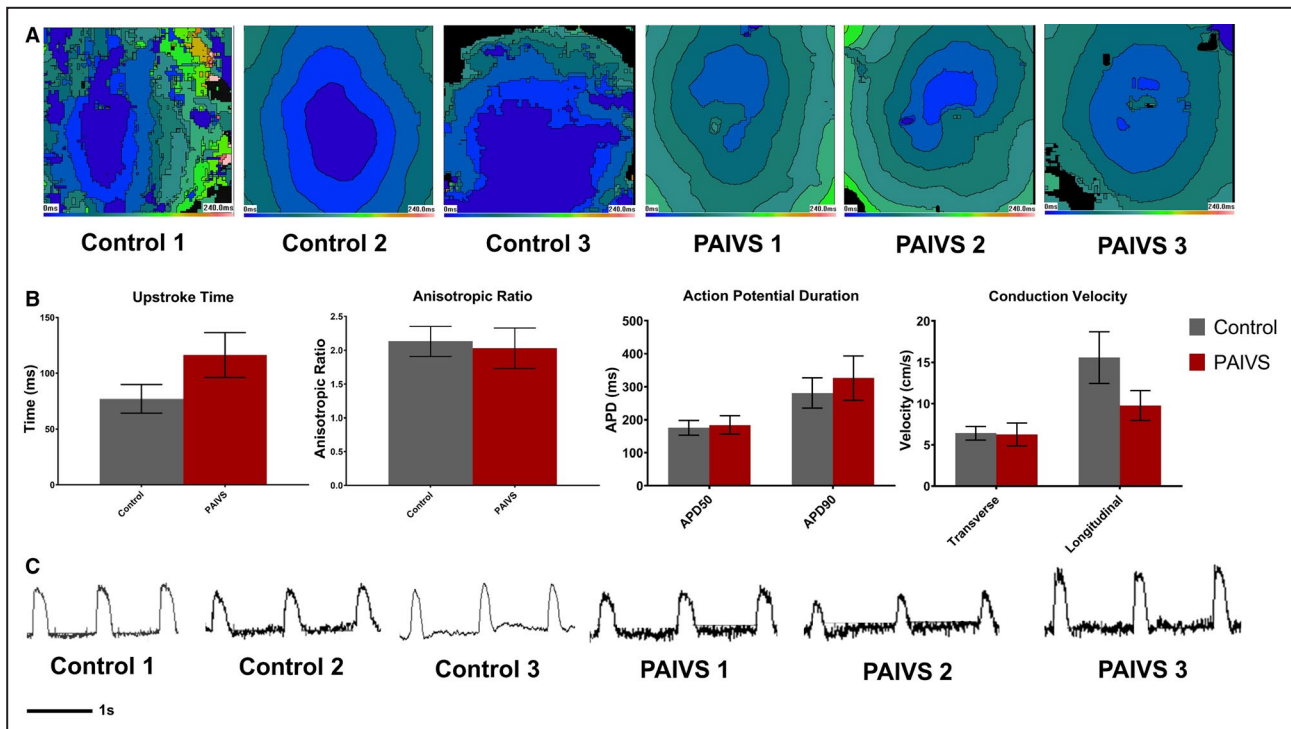 A
0ms 240.0ms 0ms 240.0ms 0ms 240.0ms 0ms 240.0ms 0ms 240.0ms 0ms 240.0ms
Control 1 Control 2 Control 3 PAIVS 1 PAIVS 2 PAIVS 3
B
Upstroke Time
Time (ms)
150
100
50
0
Control PAIVS
Anisotropic Ratio
Anisotropic Ratio
2.5
2.0
1.5
1.0
0.5
0.0
Control PAIVS
Action Potential Duration
APD (ms)
500
400
300
200
100
0
APD50 APD90
Conduction Velocity
Velocity (cm/s)
20
15
10
5
0
Transverse Longitudinal
Control
PAIVS
C
Control 1 Control 2 Control 3 PAIVS 1 PAIVS 2 PAIVS 3
1s